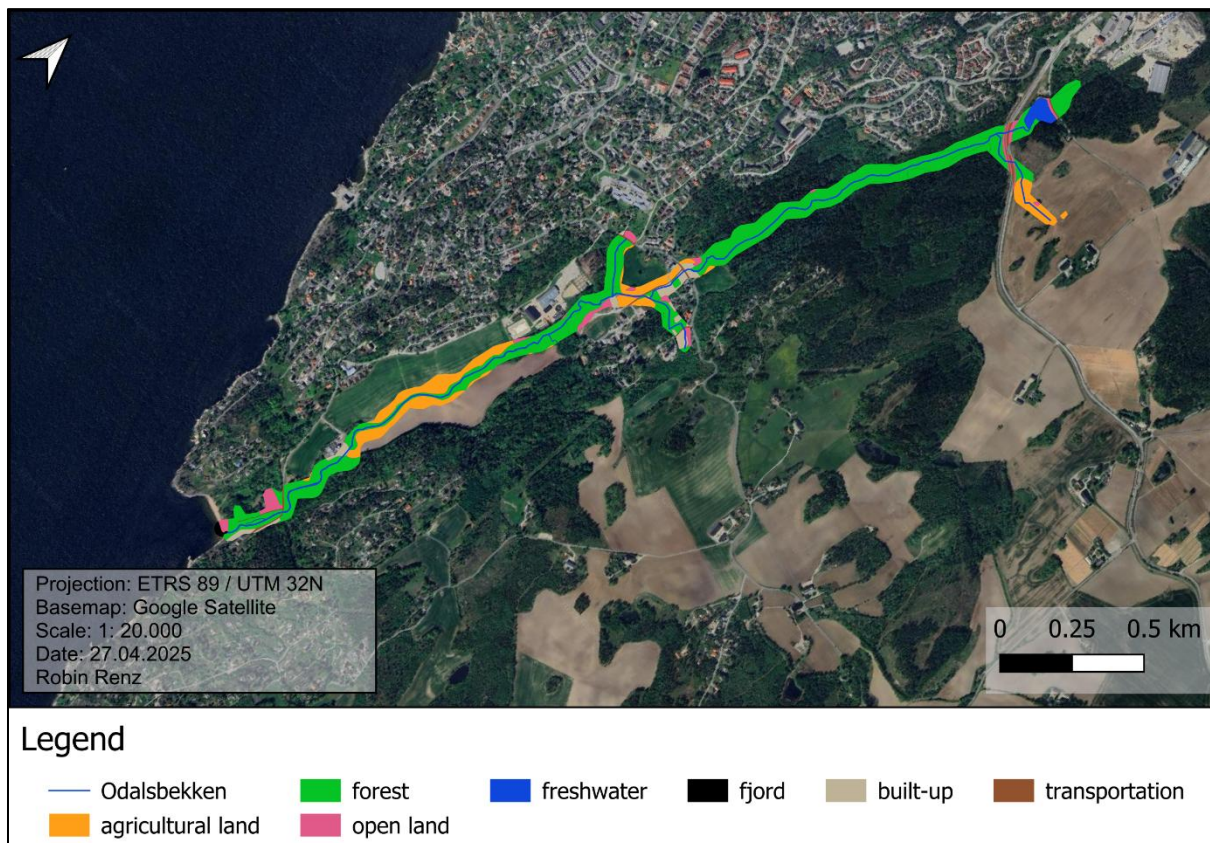 Projection: ETRS 89 / UTM 32N
Basemap: Google Satellite
Scale: 1: 20.000
Date: 27.04.2025
Robin Renz
0 0.25 0.5 km
Legend
Odalsbekken forest freshwater fjord built-up transportation
agricultural land open land